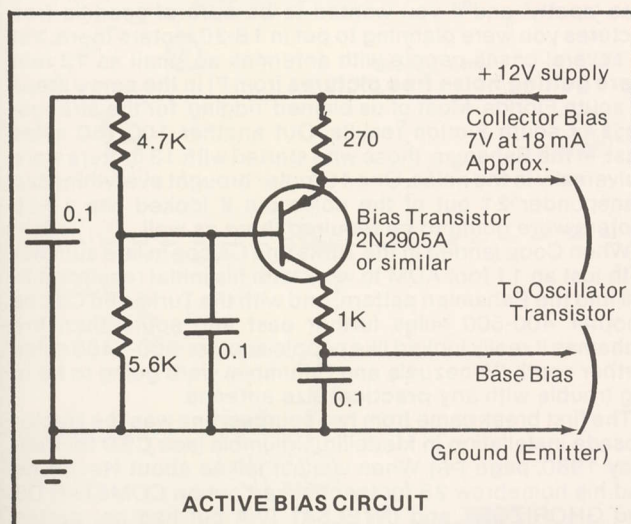 + 12V supply
Collector Bias
7V at 18 mA
Approx.
4.7K
270
0.1
Bias Transistor
2N2905A
or similar
To Oscillator
Transistor
1K
5.6K
0.1
0.1
Base Bias
Ground (Emitter)
ACTIVE BIAS CIRCUIT